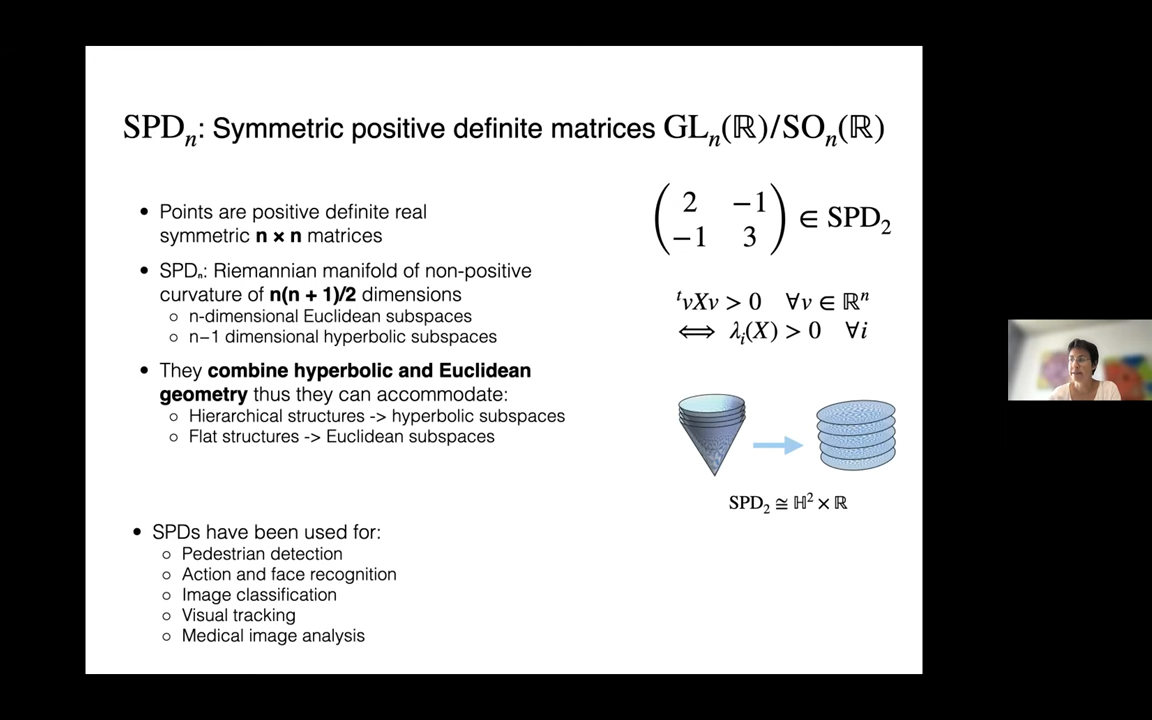 SPDₙ: Symmetric positive definite matrices GLₙ(ℝ)/SOₙ(ℝ)
• Points are positive definite real
symmetric n × n matrices
• SPDₙ: Riemannian manifold of non-positive
curvature of n(n + 1)/2 dimensions
○ n-dimensional Euclidean subspaces
○ n−1 dimensional hyperbolic subspaces
• They combine hyperbolic and Euclidean
geometry thus they can accommodate:
○ Hierarchical structures -> hyperbolic subspaces
○ Flat structures -> Euclidean subspaces
• SPDs have been used for:
○ Pedestrian detection
○ Action and face recognition
○ Image classification
○ Visual tracking
○ Medical image analysis
( 2 −1
−1 3 ) ∈ SPD₂
ᵗvXv > 0 ∀v ∈ ℝⁿ
⟺ λᵢ(X) > 0 ∀i
SPD₂ ≅ ℍ² × ℝ